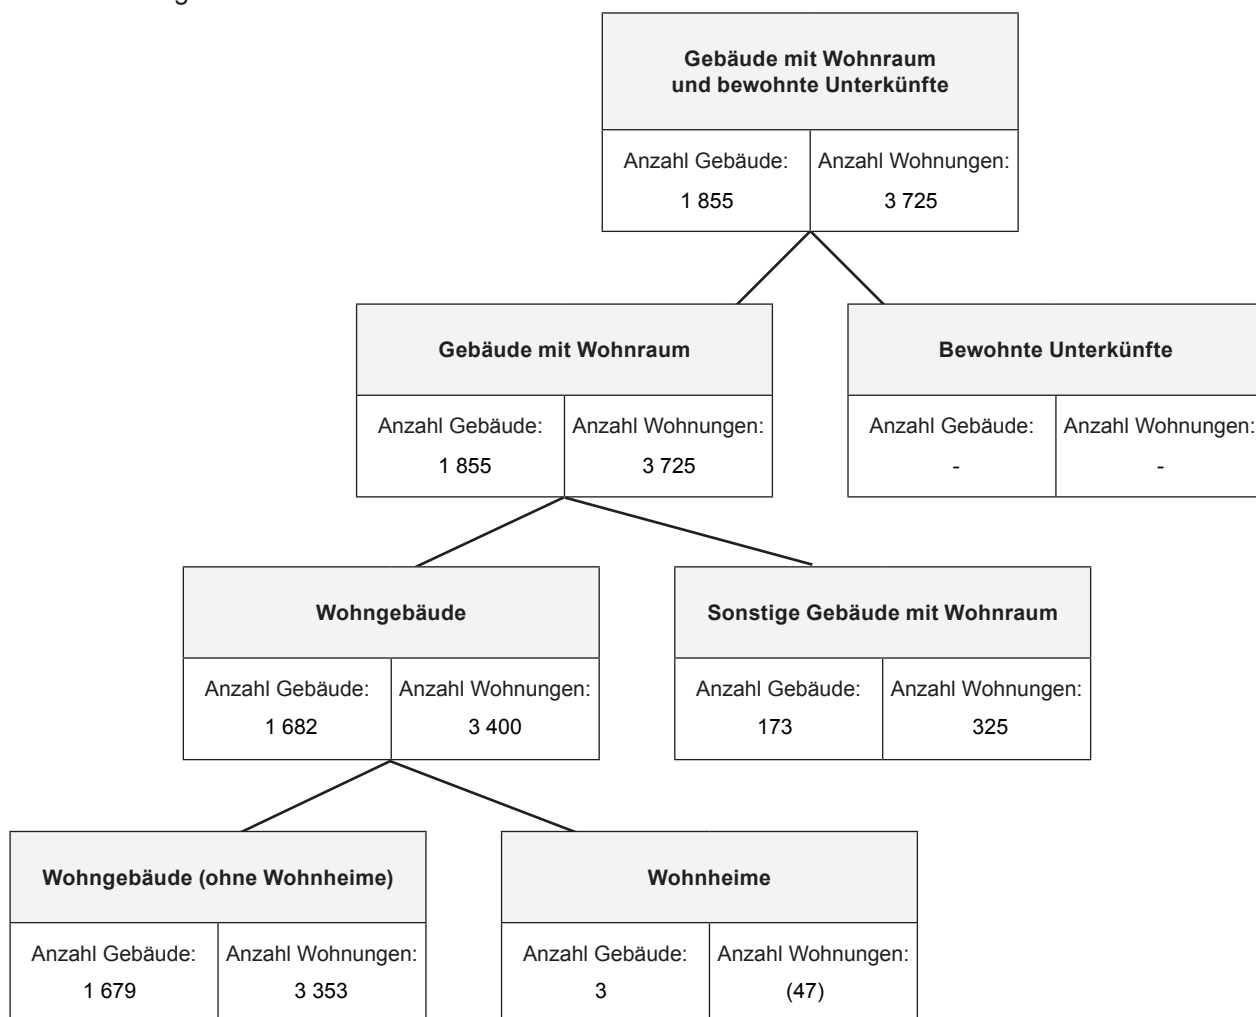 Gebäude mit Wohnraum
und bewohnte Unterkünfte
Anzahl Gebäude: Anzahl Wohnungen:
1 855 3 725
Gebäude mit Wohnraum Bewohnte Unterkünfte
Anzahl Gebäude: Anzahl Wohnungen: Anzahl Gebäude: Anzahl Wohnungen:
1 855 3 725 - -
Wohngebäude Sonstige Gebäude mit Wohnraum
Anzahl Gebäude: Anzahl Wohnungen: Anzahl Gebäude: Anzahl Wohnungen:
1 682 3 400 173 325
Wohngebäude (ohne Wohnheime) Wohnheime
Anzahl Gebäude: Anzahl Wohnungen: Anzahl Gebäude: Anzahl Wohnungen:
1 679 3 353 3 (47)